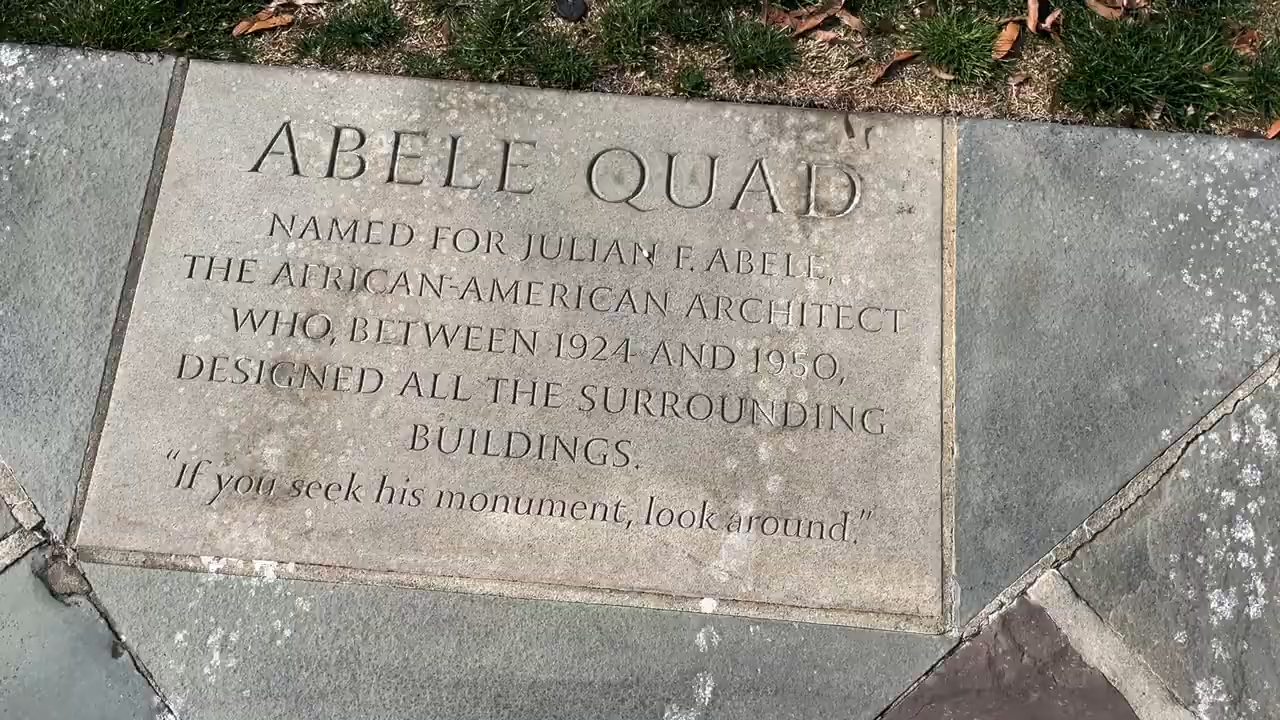 ABELE QUAD
NAMED FOR JULIAN F. ABELE,
THE AFRICAN-AMERICAN ARCHITECT
WHO, BETWEEN 1924 AND 1950,
DESIGNED ALL THE SURROUNDING
BUILDINGS.
“If you seek his monument, look around.”